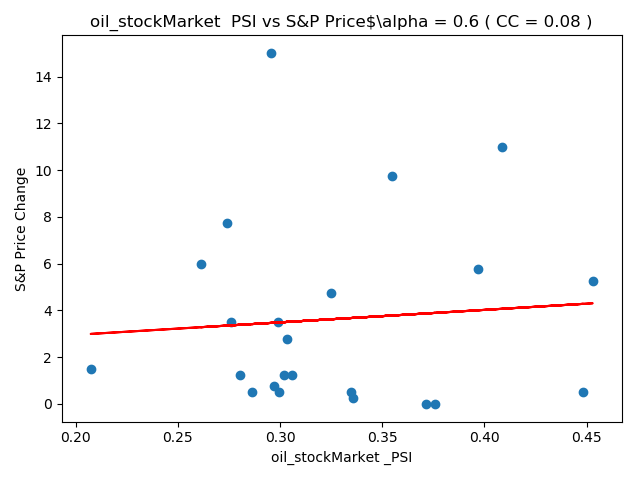 oil_stockMarket  PSI vs S&P Price$\alpha = 0.6 ( CC = 0.08 )
S&P Price Change
14
12
10
8
6
4
2
0
0.20 0.25 0.30 0.35 0.40 0.45
oil_stockMarket _PSI